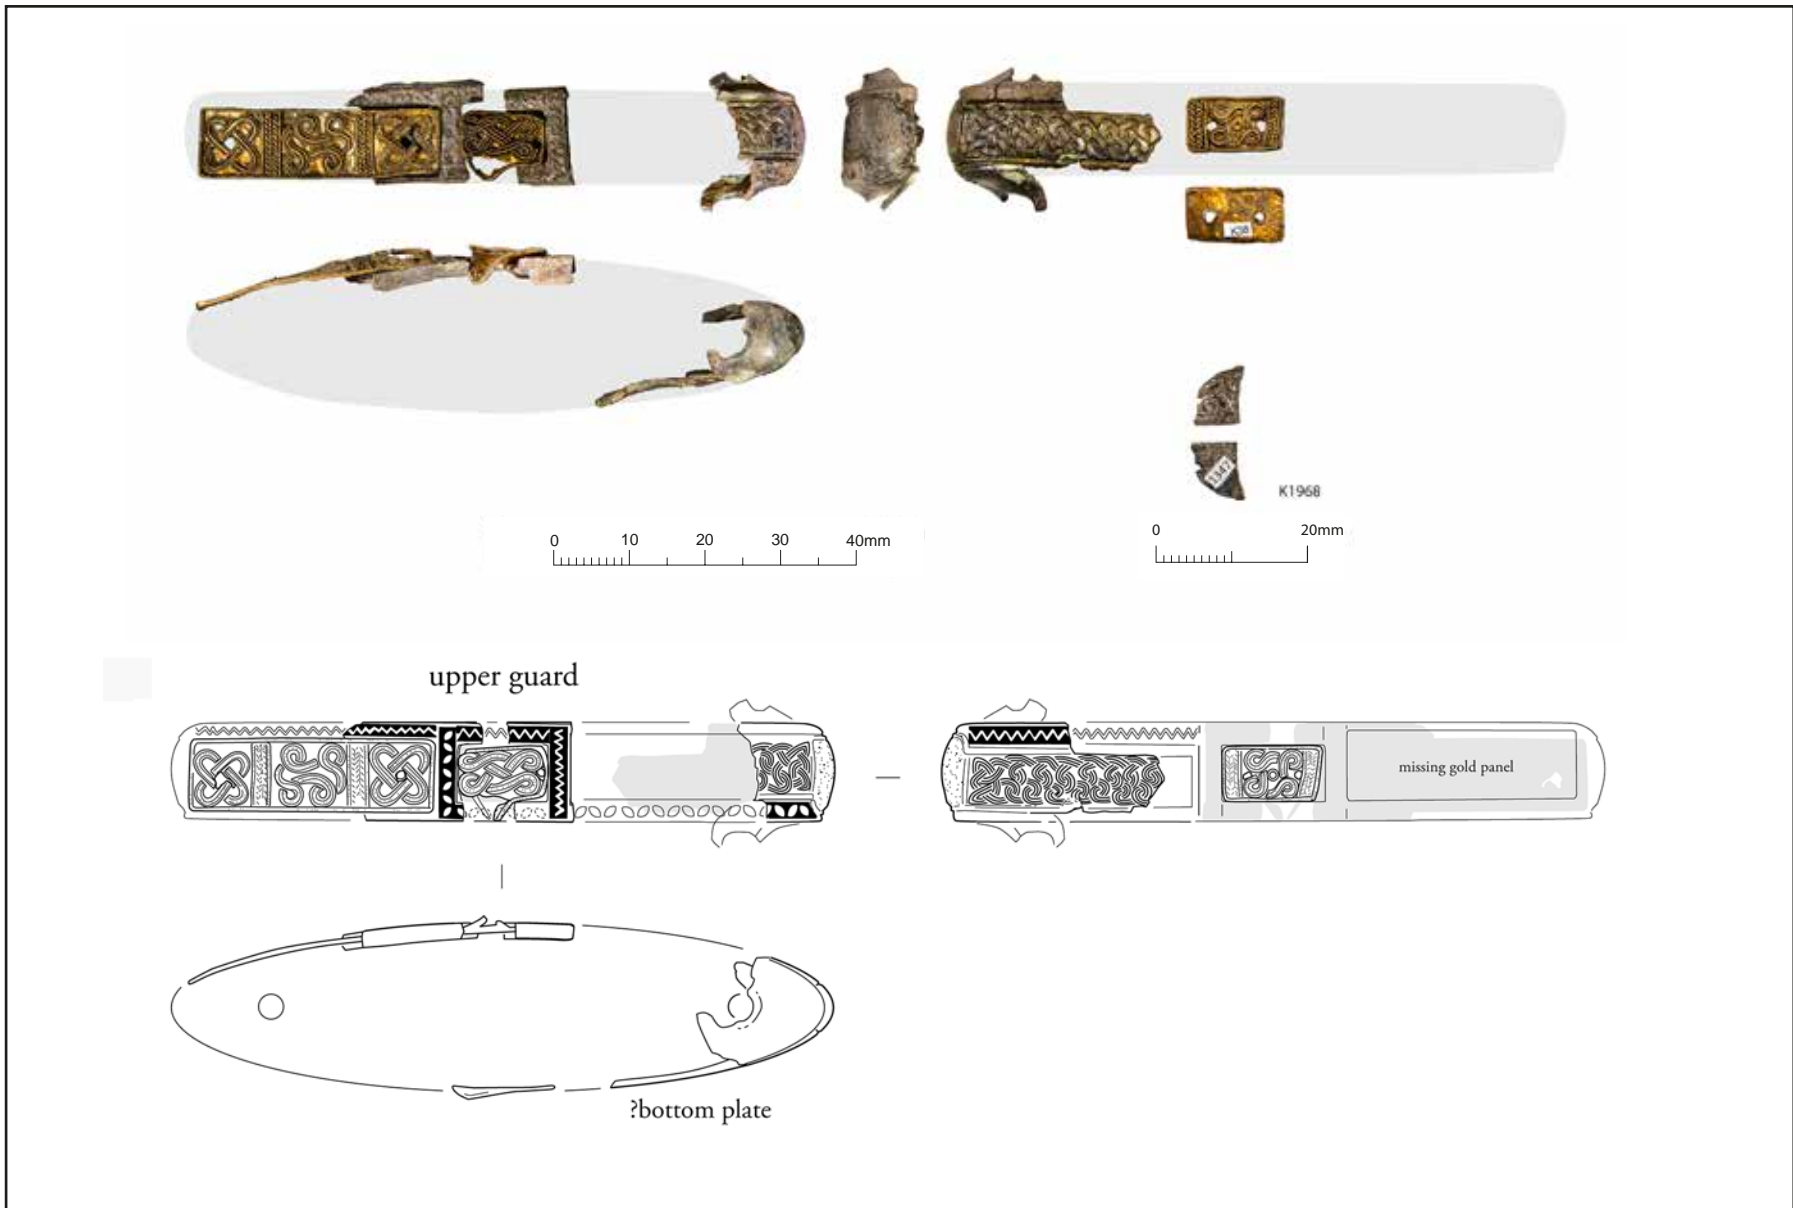 K1968
0 10 20 30 40mm
0 20mm
upper guard
missing gold panel
?bottom plate